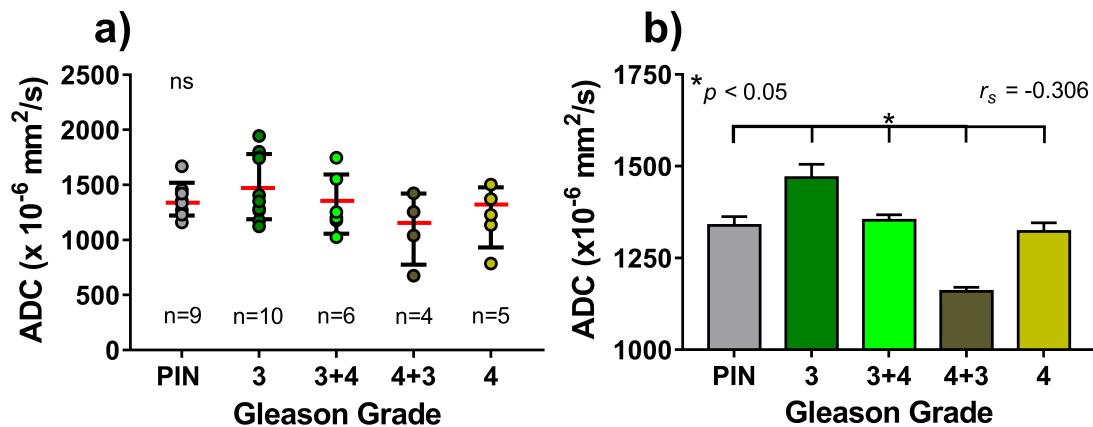 a)
ADC (x 10⁻⁶ mm²/s)
2500
2000
1500
1000
500
0
ns
n=9 n=10 n=6 n=4 n=5
PIN 3 3+4 4+3 4
Gleason Grade
b)
ADC (x10⁻⁶ mm²/s)
1750
1500
1250
1000
*p < 0.05
rₛ = -0.306
*
PIN 3 3+4 4+3 4
Gleason Grade